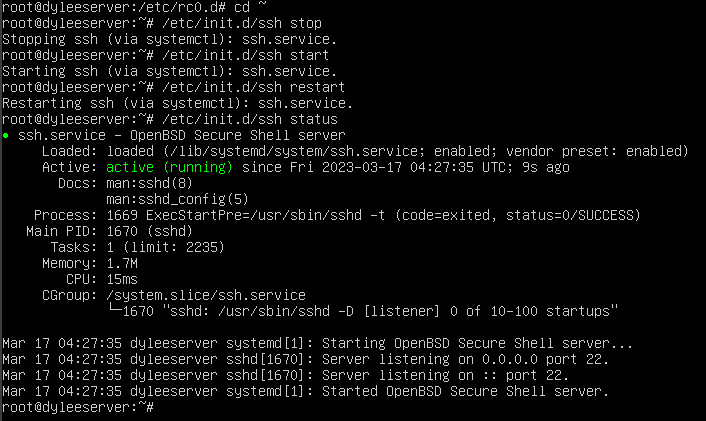 root@dyleeserver:/etc/rc0.d# cd ~
root@dyleeserver:~# /etc/init.d/ssh stop
Stopping ssh (via systemctl): ssh.service.
root@dyleeserver:~# /etc/init.d/ssh start
Starting ssh (via systemctl): ssh.service.
root@dyleeserver:~# /etc/init.d/ssh restart
Restarting ssh (via systemctl): ssh.service.
root@dyleeserver:~# /etc/init.d/ssh status
● ssh.service - OpenBSD Secure Shell server
     Loaded: loaded (/lib/systemd/system/ssh.service; enabled; vendor preset: enabled)
     Active: active (running) since Fri 2023-03-17 04:27:35 UTC; 9s ago
       Docs: man:sshd(8)
             man:sshd_config(5)
    Process: 1669 ExecStartPre=/usr/sbin/sshd -t (code=exited, status=0/SUCCESS)
   Main PID: 1670 (sshd)
      Tasks: 1 (limit: 2235)
     Memory: 1.7M
        CPU: 15ms
     CGroup: /system.slice/ssh.service
             └─1670 "sshd: /usr/sbin/sshd -D [listener] 0 of 10-100 startups"

Mar 17 04:27:35 dyleeserver systemd[1]: Starting OpenBSD Secure Shell server...
Mar 17 04:27:35 dyleeserver sshd[1670]: Server listening on 0.0.0.0 port 22.
Mar 17 04:27:35 dyleeserver sshd[1670]: Server listening on :: port 22.
Mar 17 04:27:35 dyleeserver systemd[1]: Started OpenBSD Secure Shell server.
root@dyleeserver:~#